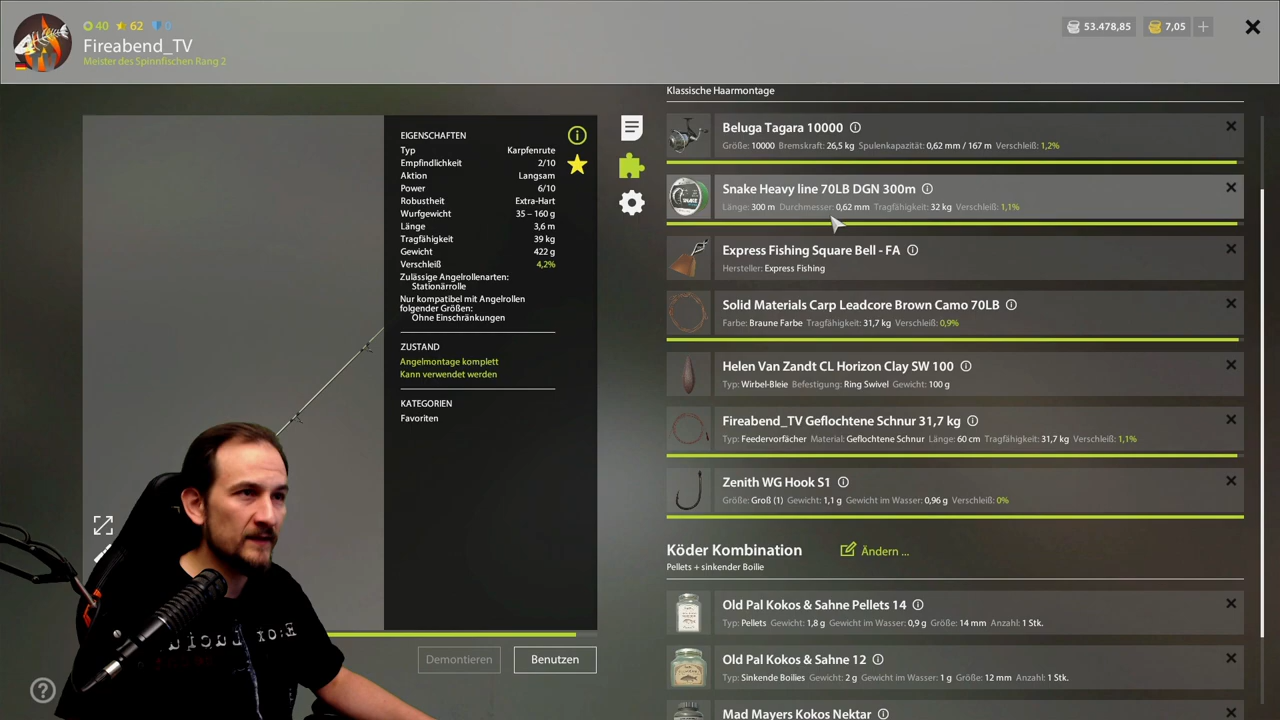 40 62 0
Fireabend_TV
Meister des Spinnfischen Rang 2
53.478,85 7,05
EIGENSCHAFTEN
Typ Karpfenrute
Empfindlichkeit 2/10
Aktion Langsam
Power 6/10
Robustheit Extra-Hart
Wurfgewicht 35 – 160 g
Länge 3,6 m
Tragfähigkeit 39 kg
Gewicht 422 g
Verschleiß 4,2%
Zulässige Angelrollenarten:
Stationärrolle
Nur kompatibel mit Angelrollen
folgender Größen:
Ohne Einschränkungen
ZUSTAND
Angelmontage komplett
Kann verwendet werden
KATEGORIEN
Favoriten
Demontieren
Benutzen
Klassische Haarmontage
Beluga Tagara 10000
Größe: 10000 Bremskraft: 26,5 kg Spulenkapazität: 0,62 mm / 167 m Verschleiß: 1,2%
Snake Heavy line 70LB DGN 300m
Länge: 300 m Durchmesser: 0,62 mm Tragfähigkeit: 32 kg Verschleiß: 1,1%
Express Fishing Square Bell - FA
Hersteller: Express Fishing
Solid Materials Carp Leadcore Brown Camo 70LB
Farbe: Braune Farbe Tragfähigkeit: 31,7 kg Verschleiß: 0,9%
Helen Van Zandt CL Horizon Clay SW 100
Typ: Wirbel-Bleie Befestigung: Ring Swivel Gewicht: 100 g
Fireabend_TV Geflochtene Schnur 31,7 kg
Typ: Feedervorfächer Material: Geflochtene Schnur Länge: 60 cm Tragfähigkeit: 31,7 kg Verschleiß: 1,1%
Zenith WG Hook S1
Größe: Groß (1) Gewicht: 1,1 g Gewicht im Wasser: 0,96 g Verschleiß: 0%
Köder Kombination Ändern ...
Pellets + sinkender Boilie
Old Pal Kokos & Sahne Pellets 14
Typ: Pellets Gewicht: 1,8 g Gewicht im Wasser: 0,9 g Größe: 14 mm Anzahl: 1 Stk.
Old Pal Kokos & Sahne 12
Typ: Sinkende Boilies Gewicht: 2 g Gewicht im Wasser: 1 g Größe: 12 mm Anzahl: 1 Stk.
Mad Mayers Kokos Nektar